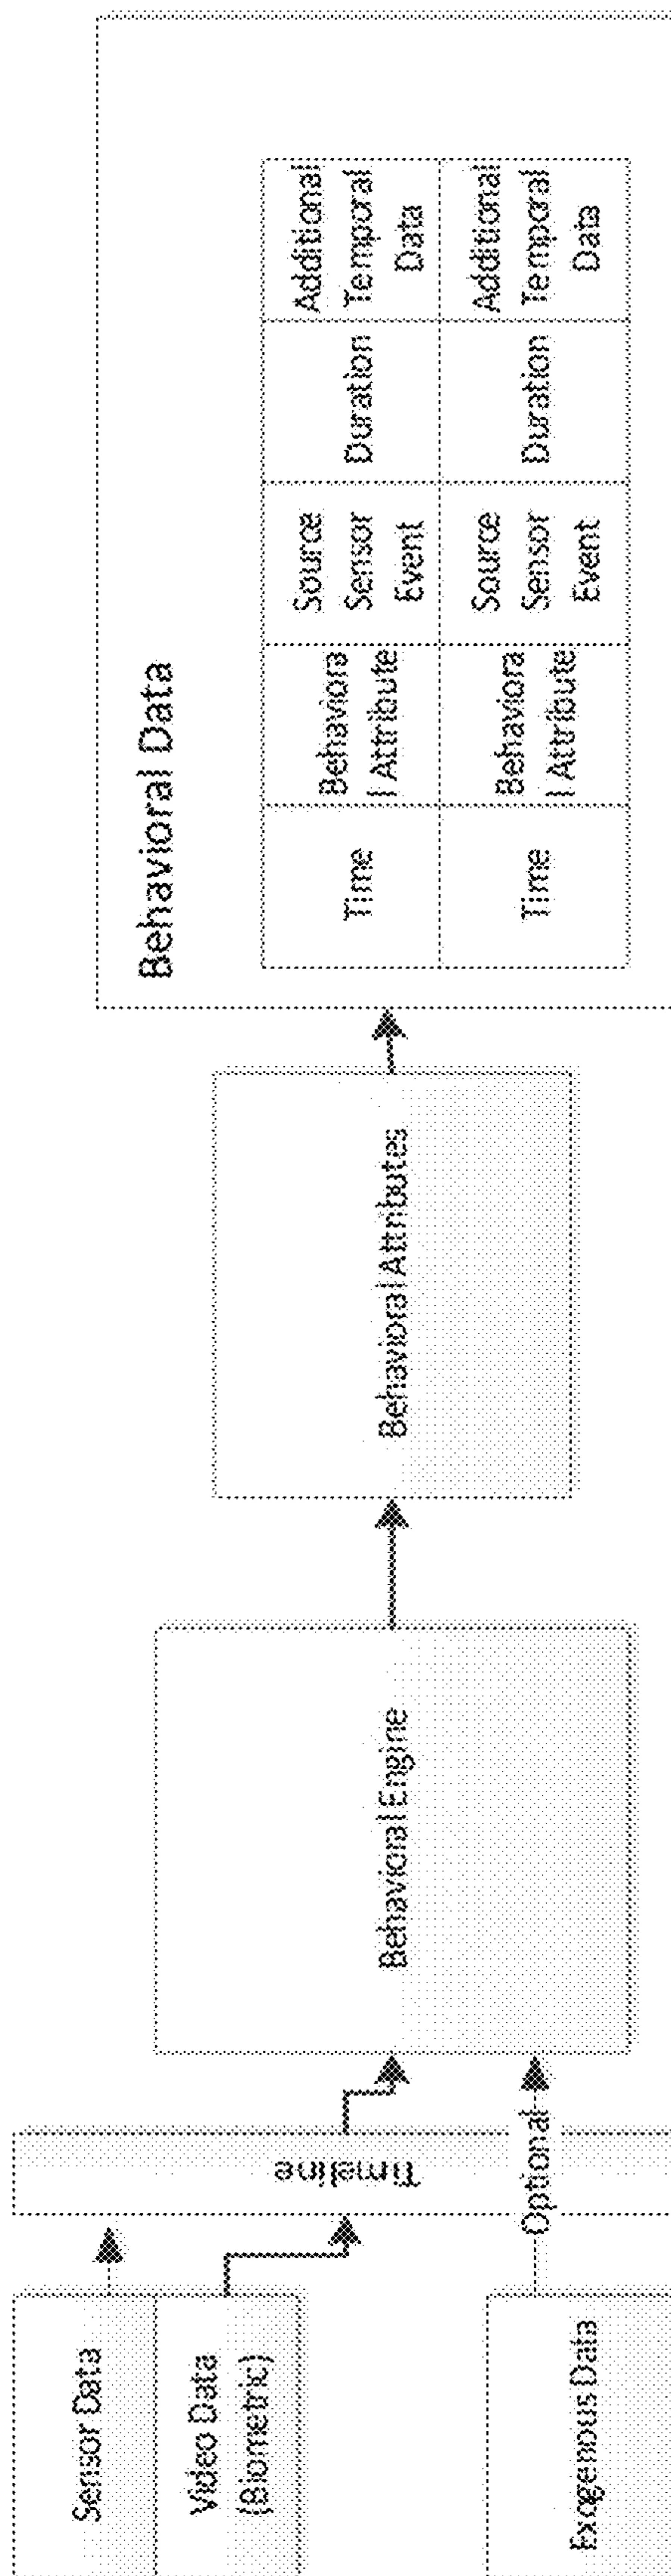 Sensor Data
Video Data
(Biometric)
Exogenous Data
Timeline
Optional
Behavioral Engine
Behavioral Attributes
Behavioral Data
Time
Behaviora
l Attribute
Source
Sensor
Event
Duration
Additional
Temporal
Data
Time
Behaviora
l Attribute
Source
Sensor
Event
Duration
Additional
Temporal
Data